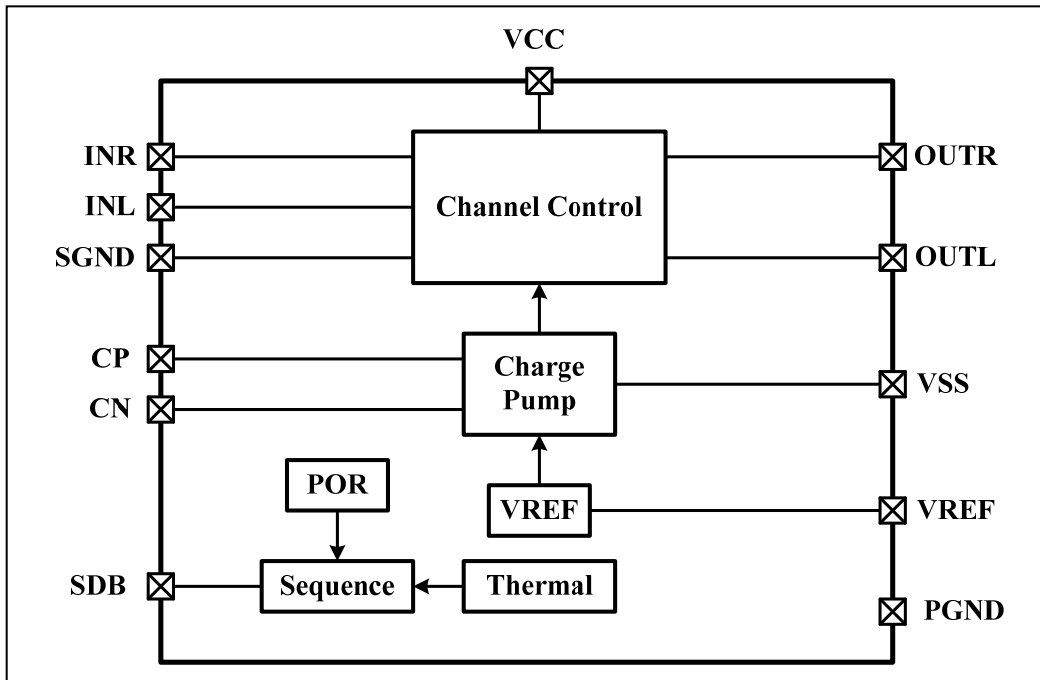 VCC
INR
OUTR
INL
Channel Control
SGND
OUTL
CP
Charge
Pump
VSS
CN
POR
VREF
VREF
SDB
Sequence
Thermal
PGND